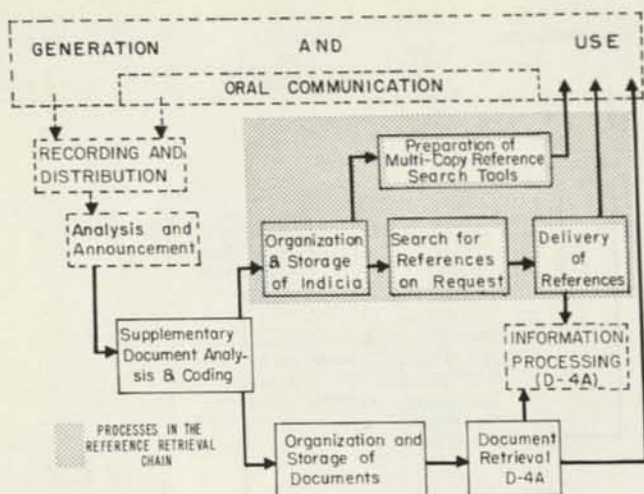 GENERATION AND USE
ORAL COMMUNICATION
RECORDING AND
DISTRIBUTION
Preparation of
Multi-Copy Reference
Search Tools
Analysis and
Announcement
Organization
& Storage
of Indicia
Search for
References
on Request
Delivery
of
References
Supplementary
Document Analy-
sis & Coding
INFORMATION
PROCESSING
(D-4A)
PROCESSES IN THE
REFERENCE RETRIEVAL
CHAIN
Organization and
Storage of
Documents
Document
Retrieval
D-4A